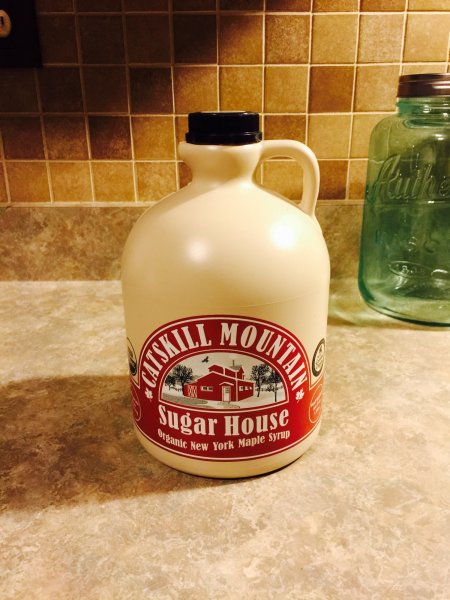 CATSKILL MOUNTAIN
Sugar House
Organic New York Maple Syrup